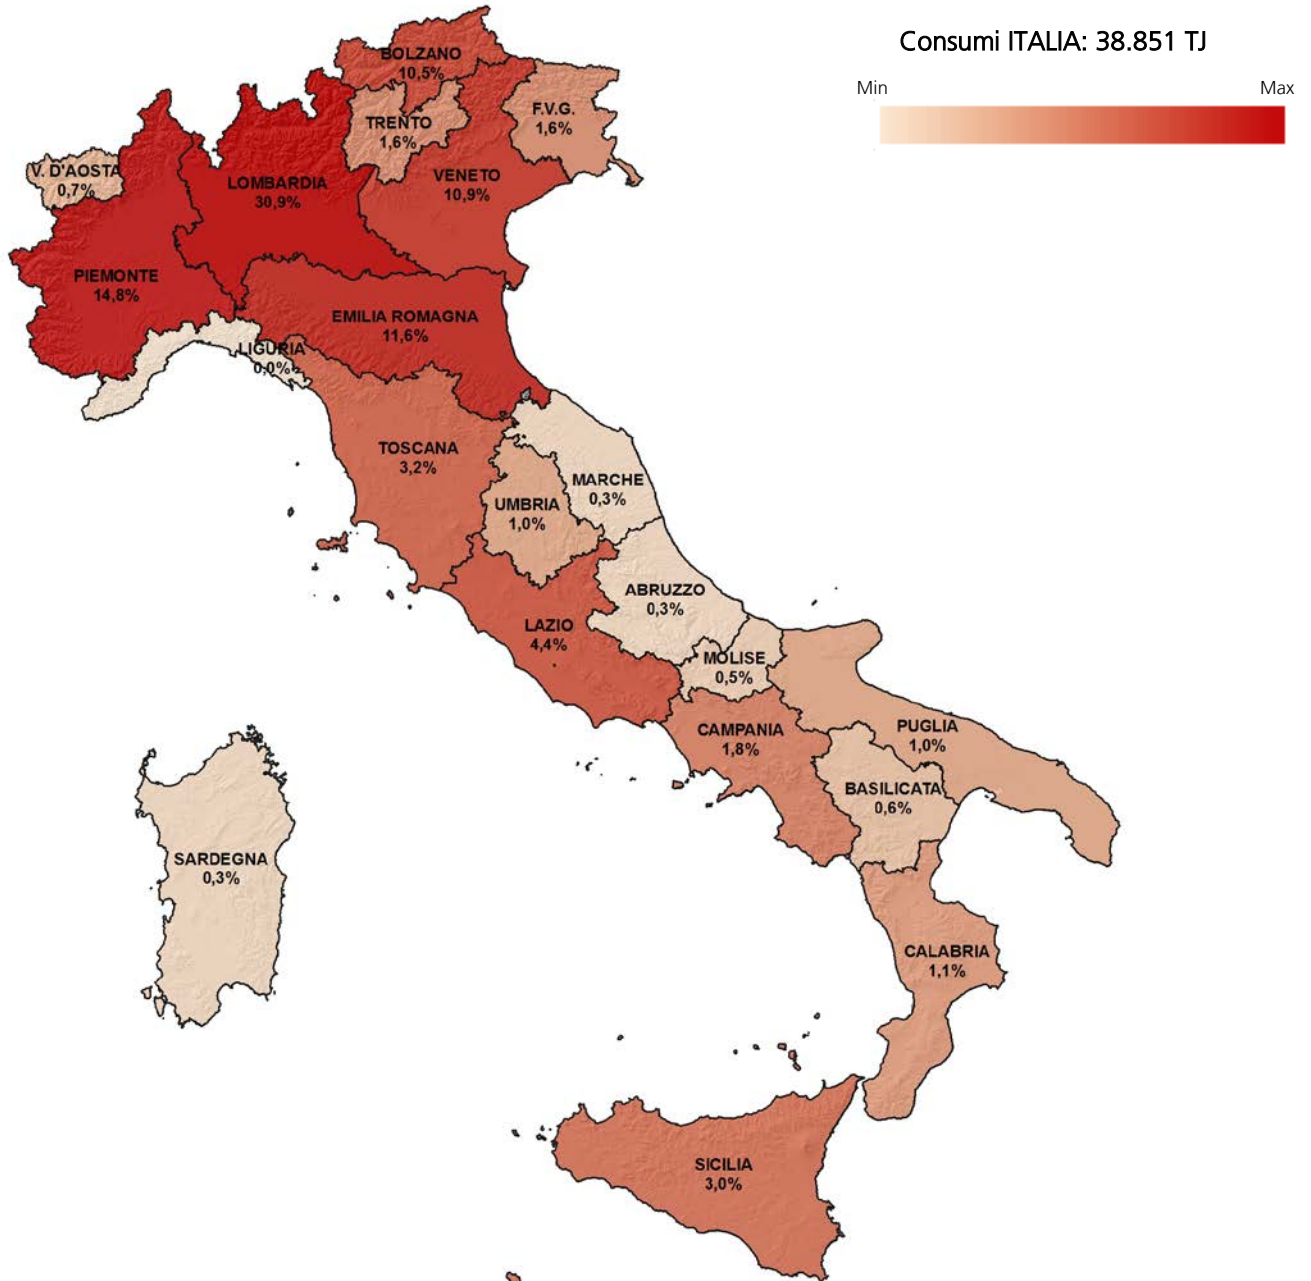 Consumi ITALIA: 38.851 TJ
Min
Max
BOLZANO
10,5%
TRENTO
1,6%
F.V.G.
1,6%
V. D'AOSTA
0,7%
LOMBARDIA
30,9%
VENETO
10,9%
PIEMONTE
14,8%
EMILIA ROMAGNA
11,6%
LIGURIA
0,0%
TOSCANA
3,2%
MARCHE
0,3%
UMBRIA
1,0%
ABRUZZO
0,3%
LAZIO
4,4%
MOLISE
0,5%
CAMPANIA
1,8%
PUGLIA
1,0%
BASILICATA
0,6%
SARDEGNA
0,3%
CALABRIA
1,1%
SICILIA
3,0%